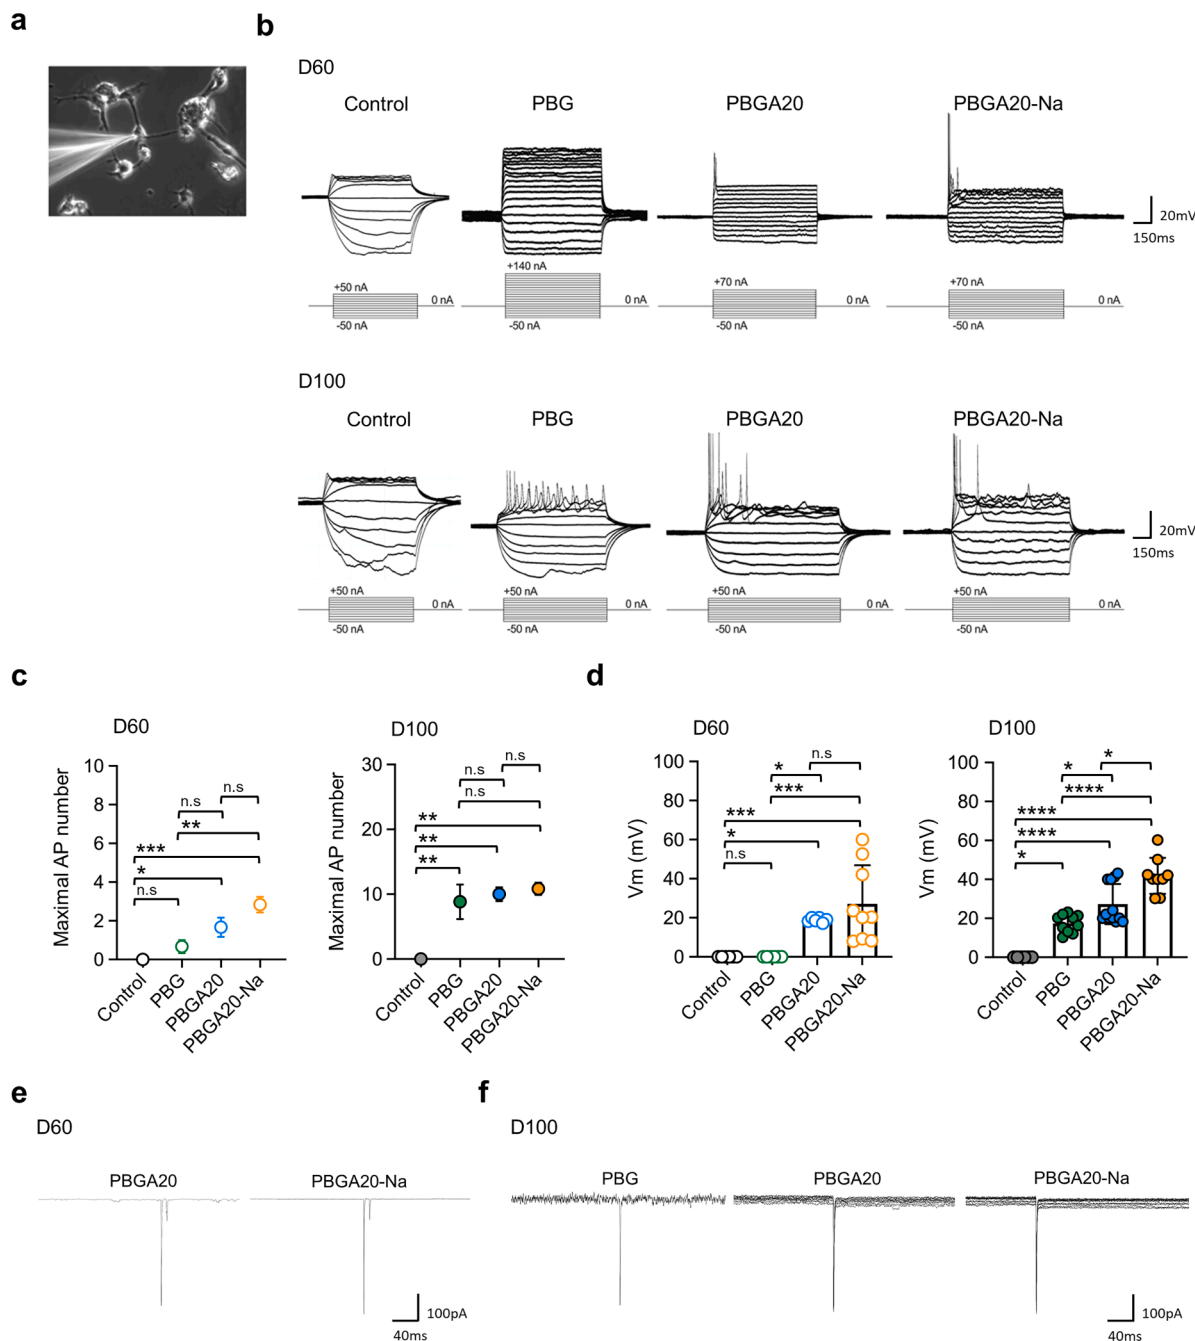 a
b
D60
Control
PBG
PBGA20
PBGA20-Na
20mV
150ms
+50 nA
0 nA
-50 nA
+140 nA
0 nA
-50 nA
+70 nA
0 nA
-50 nA
+70 nA
0 nA
-50 nA
D100
Control
PBG
PBGA20
PBGA20-Na
20mV
150ms
+50 nA
0 nA
-50 nA
+50 nA
0 nA
-50 nA
+50 nA
0 nA
-50 nA
+50 nA
0 nA
-50 nA
c
D60
Maximal AP number
10
8
6
4
2
0
n.s
n.s
**
***
*
n.s
Control
PBG
PBGA20
PBGA20-Na
D100
Maximal AP number
30
20
10
0
n.s
n.s
n.s
**
**
**
Control
PBG
PBGA20
PBGA20-Na
d
D60
Vm (mV)
100
80
60
40
20
0
n.s
*
***
***
*
n.s
Control
PBG
PBGA20
PBGA20-Na
D100
Vm (mV)
100
80
60
40
20
0
*
*
****
****
****
*
Control
PBG
PBGA20
PBGA20-Na
e
D60
PBGA20
PBGA20-Na
100pA
40ms
f
D100
PBG
PBGA20
PBGA20-Na
100pA
40ms